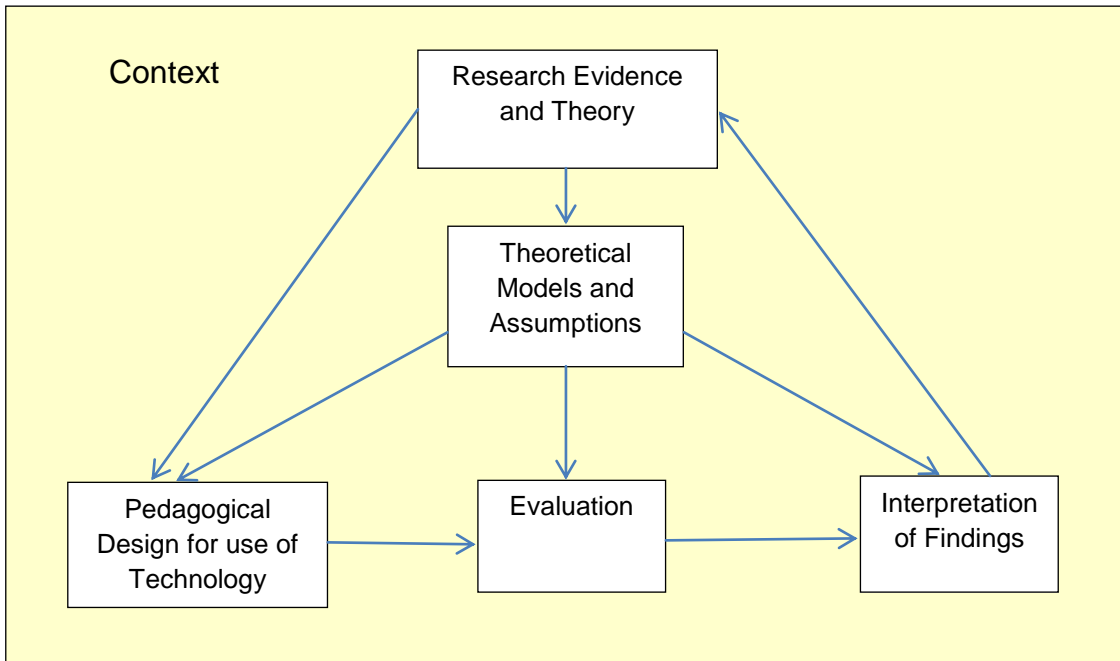 Context
Research Evidence
and Theory
Theoretical
Models and
Assumptions
Pedagogical
Design for use of
Technology
Evaluation
Interpretation
of Findings